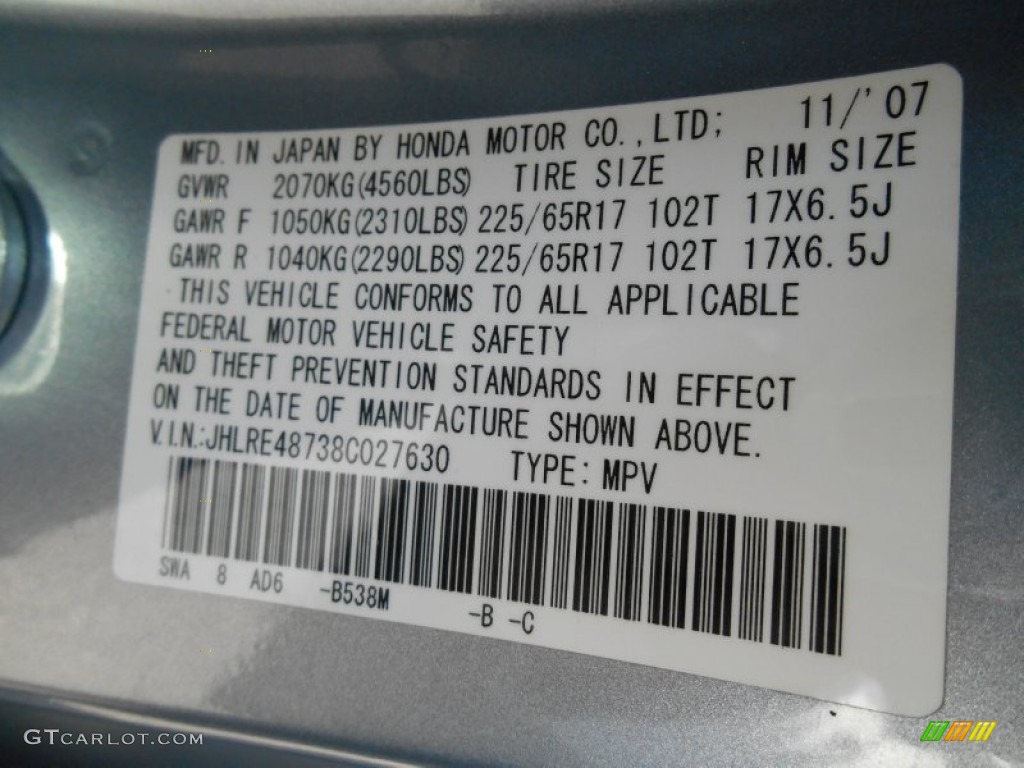 MFD. IN JAPAN BY HONDA MOTOR CO., LTD; 11/'07
GVWR 2070KG(4560LBS) TIRE SIZE RIM SIZE
GAWR F 1050KG(2310LBS) 225/65R17 102T 17X6.5J
GAWR R 1040KG(2290LBS) 225/65R17 102T 17X6.5J
THIS VEHICLE CONFORMS TO ALL APPLICABLE
FEDERAL MOTOR VEHICLE SAFETY
AND THEFT PREVENTION STANDARDS IN EFFECT
ON THE DATE OF MANUFACTURE SHOWN ABOVE.
V.I.N.:JHLRE48738C027630 TYPE: MPV
SWA 8 AD6 -B538M -B -C
GTCARLOT.COM